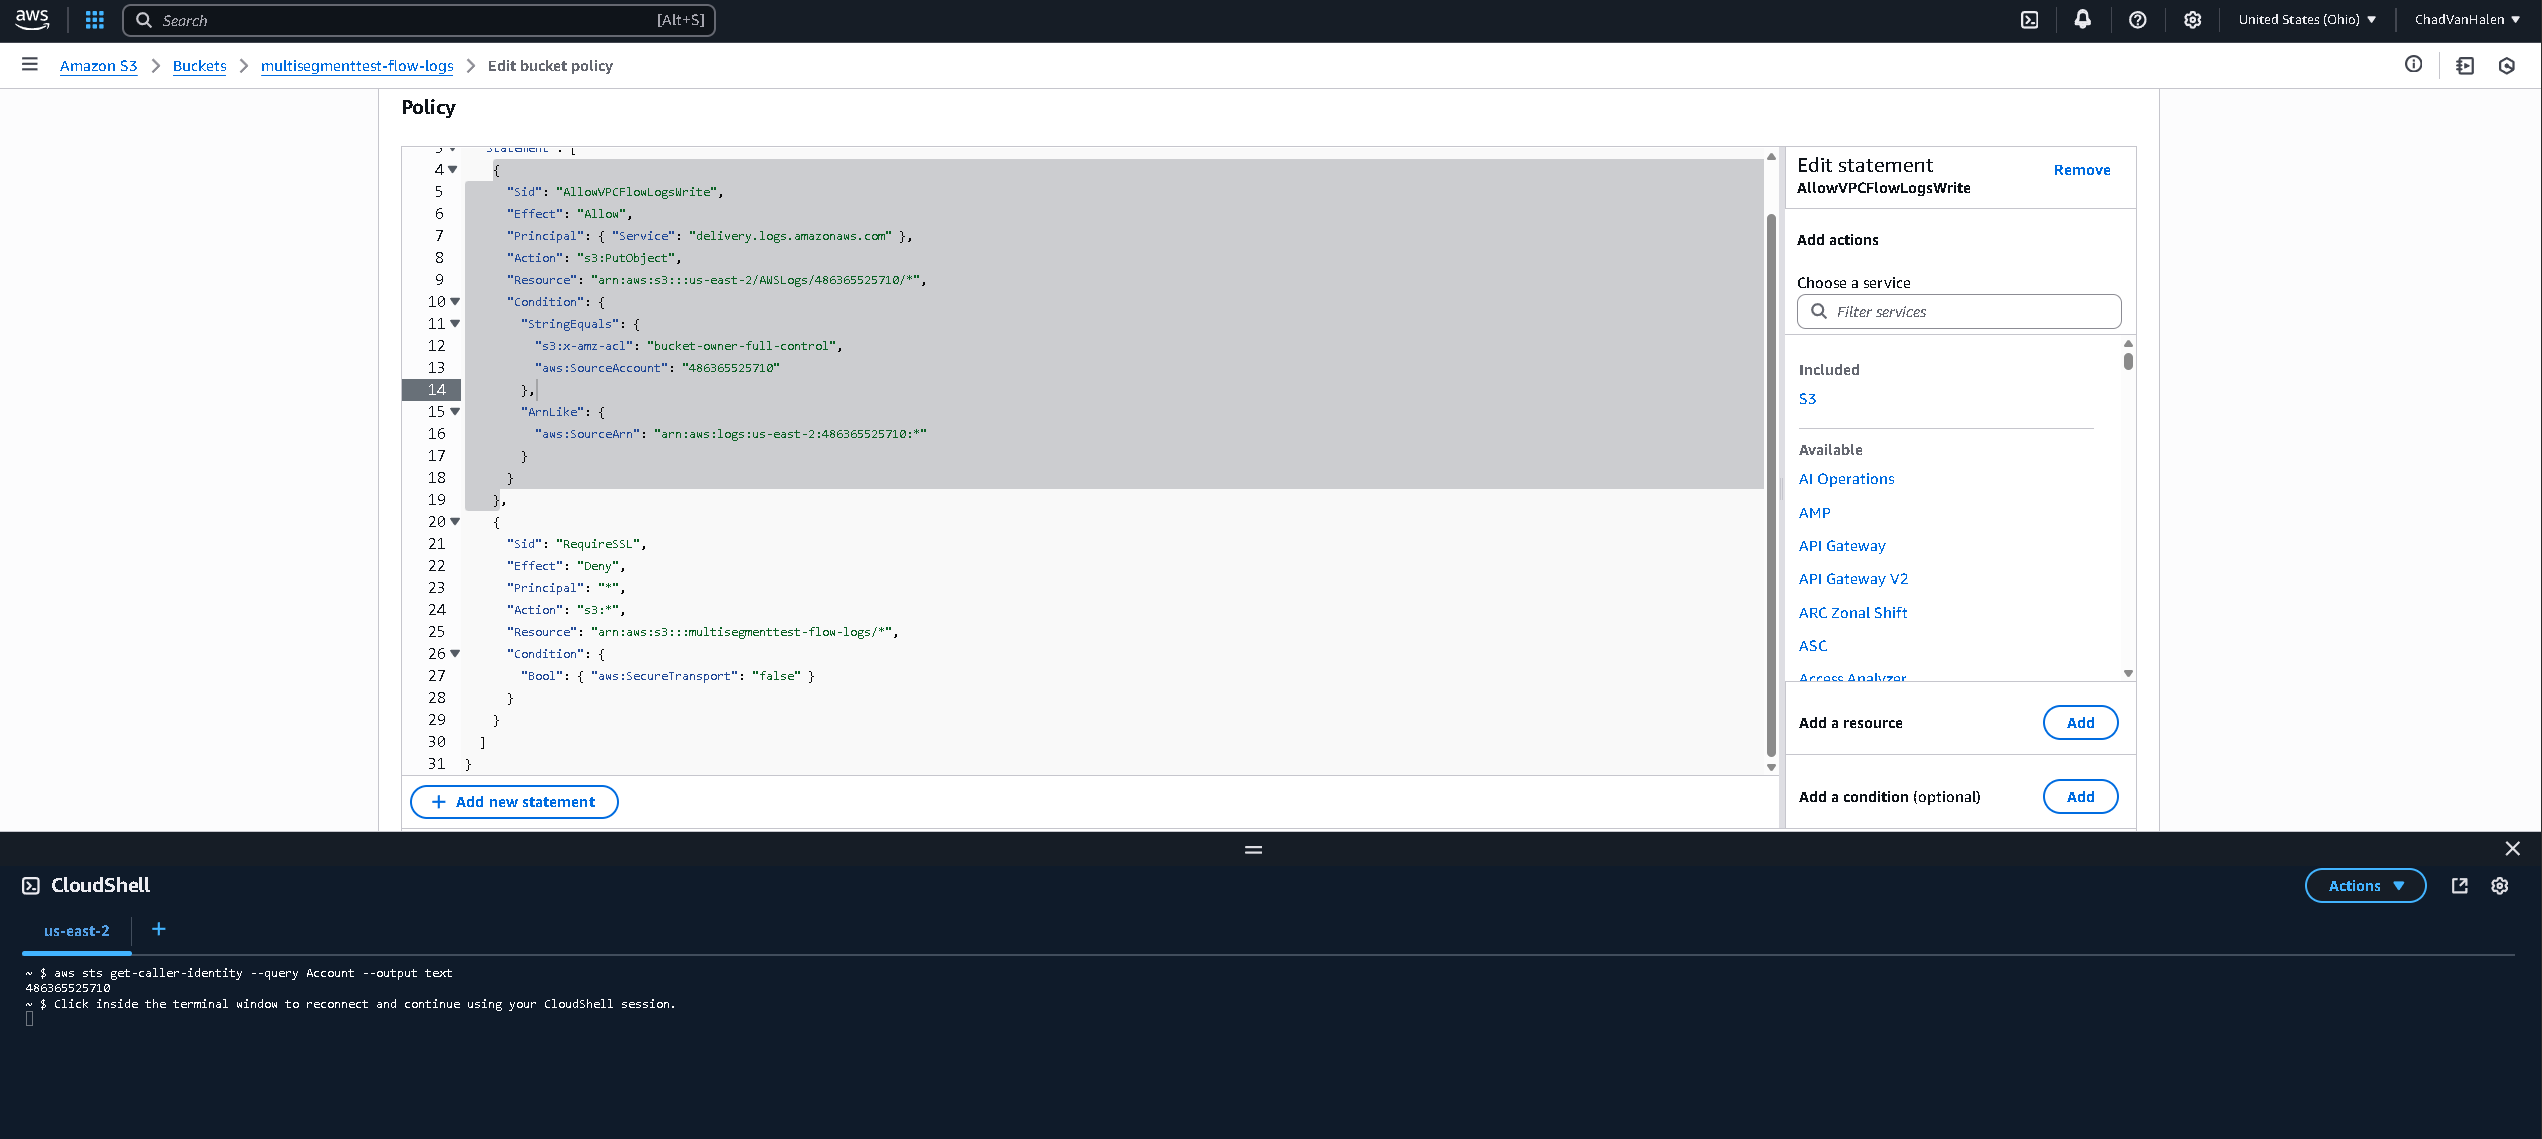 aws
Search [Alt+S]
United States (Ohio)
ChadVanHalen
Amazon S3 > Buckets > multisegmenttest-flow-logs > Edit bucket policy
Policy
3 "Statement": [
4 {
5 "Sid": "AllowVPCFlowLogsWrite",
6 "Effect": "Allow",
7 "Principal": { "Service": "delivery.logs.amazonaws.com" },
8 "Action": "s3:PutObject",
9 "Resource": "arn:aws:s3:::us-east-2/AWSLogs/486365525710/*",
10 "Condition": {
11 "StringEquals": {
12 "s3:x-amz-acl": "bucket-owner-full-control",
13 "aws:SourceAccount": "486365525710"
14 },
15 "ArnLike": {
16 "aws:SourceArn": "arn:aws:logs:us-east-2:486365525710:*"
17 }
18 }
19 },
20 {
21 "Sid": "RequireSSL",
22 "Effect": "Deny",
23 "Principal": "*",
24 "Action": "s3:*",
25 "Resource": "arn:aws:s3:::multisegmenttest-flow-logs/*",
26 "Condition": {
27 "Bool": { "aws:SecureTransport": "false" }
28 }
29 }
30 ]
31 }
+ Add new statement
Edit statement
AllowVPCFlowLogsWrite
Remove
Add actions
Choose a service
Filter services
Included
S3
Available
AI Operations
AMP
API Gateway
API Gateway V2
ARC Zonal Shift
ASC
Access Analyzer
Add a resource
Add
Add a condition (optional)
Add
CloudShell
Actions
us-east-2
+
~ $ aws sts get-caller-identity --query Account --output text
486365525710
~ $ Click inside the terminal window to reconnect and continue using your CloudShell session.